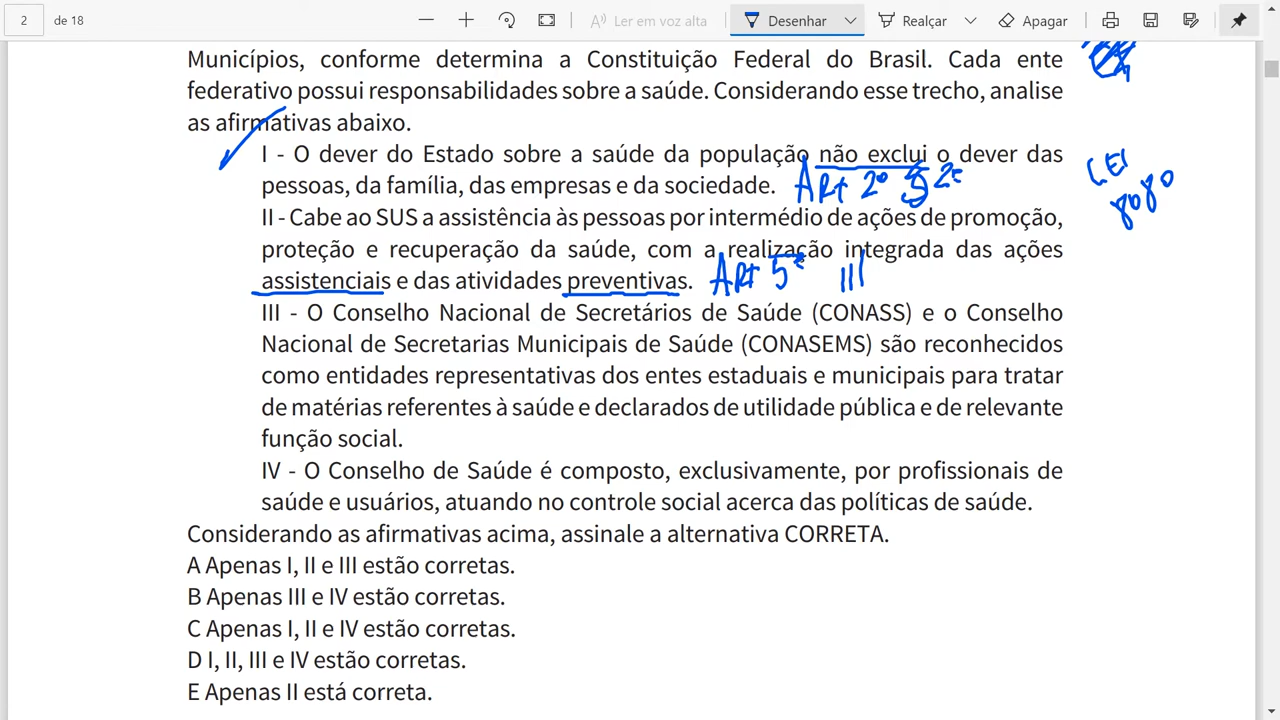 2 de 18 Ler em voz alta Desenhar Realçar Apagar
Municípios, conforme determina a Constituição Federal do Brasil. Cada ente
federativo possui responsabilidades sobre a saúde. Considerando esse trecho, analise
as afirmativas abaixo.
I - O dever do Estado sobre a saúde da população não exclui o dever das
pessoas, da família, das empresas e da sociedade. ART 2º § 2º
LEI
8080
II - Cabe ao SUS a assistência às pessoas por intermédio de ações de promoção,
proteção e recuperação da saúde, com a realização integrada das ações
assistenciais e das atividades preventivas. ART 5º III
III - O Conselho Nacional de Secretários de Saúde (CONASS) e o Conselho
Nacional de Secretarias Municipais de Saúde (CONASEMS) são reconhecidos
como entidades representativas dos entes estaduais e municipais para tratar
de matérias referentes à saúde e declarados de utilidade pública e de relevante
função social.
IV - O Conselho de Saúde é composto, exclusivamente, por profissionais de
saúde e usuários, atuando no controle social acerca das políticas de saúde.
Considerando as afirmativas acima, assinale a alternativa CORRETA.
A Apenas I, II e III estão corretas.
B Apenas III e IV estão corretas.
C Apenas I, II e IV estão corretas.
D I, II, III e IV estão corretas.
E Apenas II está correta.